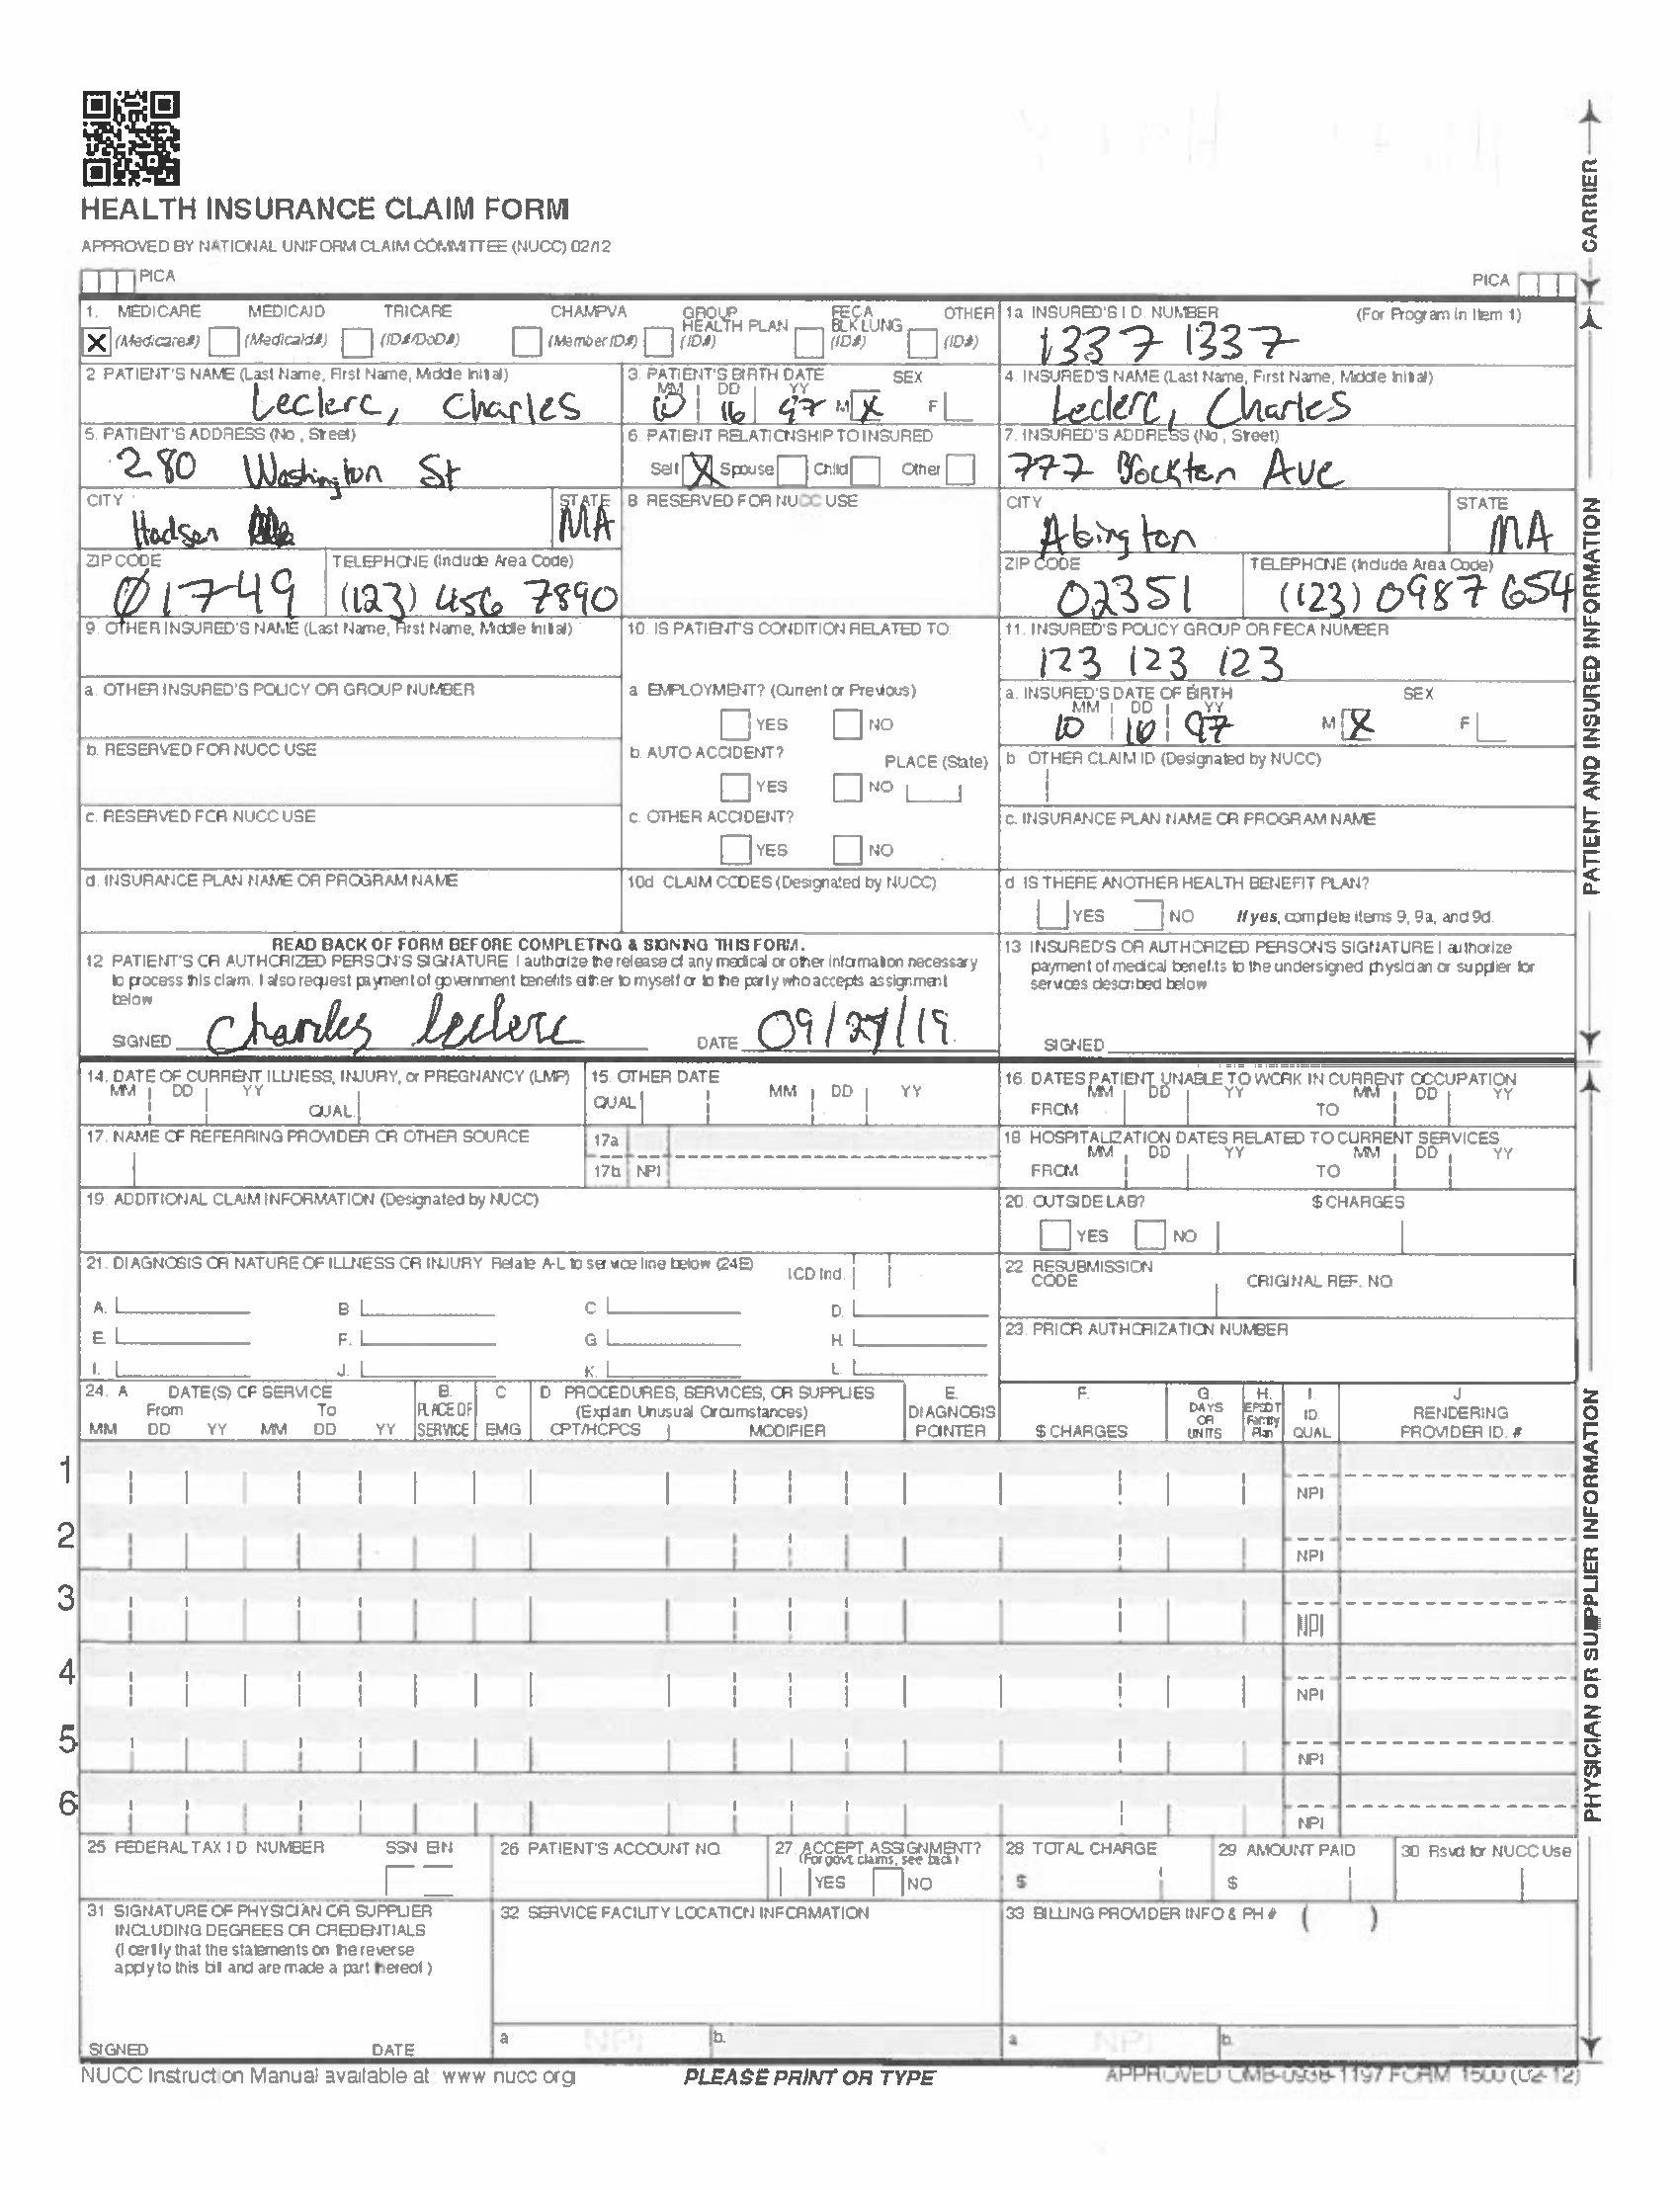 HEALTH INSURANCE CLAIM FORM
APPROVED BY NATIONAL UNIFORM CLAIM COMMITTEE (NUCC) 02/12
PICA
PICA
CARRIER
1. MEDICARE MEDICAID TRICARE CHAMPVA GROUP HEALTH PLAN FECA BLK LUNG OTHER
X (Medicare#) (Medicaid#) (ID#/DoD#) (Member ID#) (ID#) (ID#) (ID#)
1a INSURED'S I.D. NUMBER (For Program in Item 1)
1337 1337
2 PATIENT'S NAME (Last Name, First Name, Middle Initial)
Leclerc, Charles
3. PATIENT'S BIRTH DATE SEX
MM DD YY
10 16 97 M X F
4. INSURED'S NAME (Last Name, First Name, Middle Initial)
Leclerc, Charles
5. PATIENT'S ADDRESS (No., Street)
280 Washington St
6. PATIENT RELATIONSHIP TO INSURED
Self X Spouse Child Other
7. INSURED'S ADDRESS (No., Street)
777 Brockton Ave
CITY
Hudson
STATE
MA
8 RESERVED FOR NUCC USE
CITY
Abington
STATE
MA
ZIP CODE
01749
TELEPHONE (Include Area Code)
(123) 456 7890
ZIP CODE
02351
TELEPHONE (Include Area Code)
(123) 0987 654
9. OTHER INSURED'S NAME (Last Name, First Name, Middle Initial)
10. IS PATIENT'S CONDITION RELATED TO:
11. INSURED'S POLICY GROUP OR FECA NUMBER
123 123 123
a. OTHER INSURED'S POLICY OR GROUP NUMBER
a EMPLOYMENT? (Current or Previous)
YES NO
a. INSURED'S DATE OF BIRTH SEX
MM DD YY
10 16 97 M X F
b. RESERVED FOR NUCC USE
b. AUTO ACCIDENT? PLACE (State)
YES NO
b OTHER CLAIM ID (Designated by NUCC)
c. RESERVED FOR NUCC USE
c. OTHER ACCIDENT?
YES NO
c. INSURANCE PLAN NAME OR PROGRAM NAME
d. INSURANCE PLAN NAME OR PROGRAM NAME
10d CLAIM CODES (Designated by NUCC)
d IS THERE ANOTHER HEALTH BENEFIT PLAN?
YES NO If yes, complete items 9, 9a, and 9d.
READ BACK OF FORM BEFORE COMPLETING & SIGNING THIS FORM.
12 PATIENT'S OR AUTHORIZED PERSON'S SIGNATURE I authorize the release of any medical or other information necessary
to process this claim. I also request payment of government benefits either to myself or to the party who accepts assignment
below
SIGNED Charles Leclerc DATE 09/27/19
13 INSURED'S OR AUTHORIZED PERSON'S SIGNATURE I authorize
payment of medical benefits to the undersigned physician or supplier for
services described below
SIGNED
PATIENT AND INSURED INFORMATION
14. DATE OF CURRENT ILLNESS, INJURY, or PREGNANCY (LMP)
MM DD YY QUAL.
15. OTHER DATE
QUAL. MM DD YY
16. DATES PATIENT UNABLE TO WORK IN CURRENT OCCUPATION
MM DD YY MM DD YY
FROM TO
17. NAME OF REFERRING PROVIDER OR OTHER SOURCE
17a
17b NPI
18 HOSPITALIZATION DATES RELATED TO CURRENT SERVICES
MM DD YY MM DD YY
FROM TO
19. ADDITIONAL CLAIM INFORMATION (Designated by NUCC)
20. OUTSIDE LAB? $ CHARGES
YES NO
21. DIAGNOSIS OR NATURE OF ILLNESS OR INJURY Relate A-L to service line below (24E) ICD Ind.
A. B C D.
E. F. G H.
I. J. K. L.
22. RESUBMISSION CODE ORIGINAL REF. NO.
23. PRIOR AUTHORIZATION NUMBER
24. A DATE(S) OF SERVICE B. C D PROCEDURES, SERVICES, OR SUPPLIES E. F. G. H. I. J
From To PLACE OF (Explain Unusual Circumstances) DIAGNOSIS DAYS OR EPSDT Family ID. RENDERING
MM DD YY MM DD YY SERVICE EMG CPT/HCPCS MODIFIER POINTER $ CHARGES UNITS Plan QUAL PROVIDER ID. #
1 NPI
2 NPI
3 NPI
4 NPI
5 NPI
6 NPI
PHYSICIAN OR SUPPLIER INFORMATION
25 FEDERAL TAX I D NUMBER SSN EIN
26 PATIENT'S ACCOUNT NO.
27. ACCEPT ASSIGNMENT?
(For govt. claims, see back)
YES NO
28 TOTAL CHARGE
$
29 AMOUNT PAID
$
30 Rsvd for NUCC Use
31 SIGNATURE OF PHYSICIAN OR SUPPLIER
INCLUDING DEGREES OR CREDENTIALS
(I certify that the statements on the reverse
apply to this bill and are made a part thereof.)
SIGNED DATE
32 SERVICE FACILITY LOCATION INFORMATION
a NPI b.
33 BILLING PROVIDER INFO & PH # ( )
a NPI b.
NUCC Instruction Manual available at: www nucc org
PLEASE PRINT OR TYPE
APPROVED OMB-0938-1197 FORM 1500 (02-12)